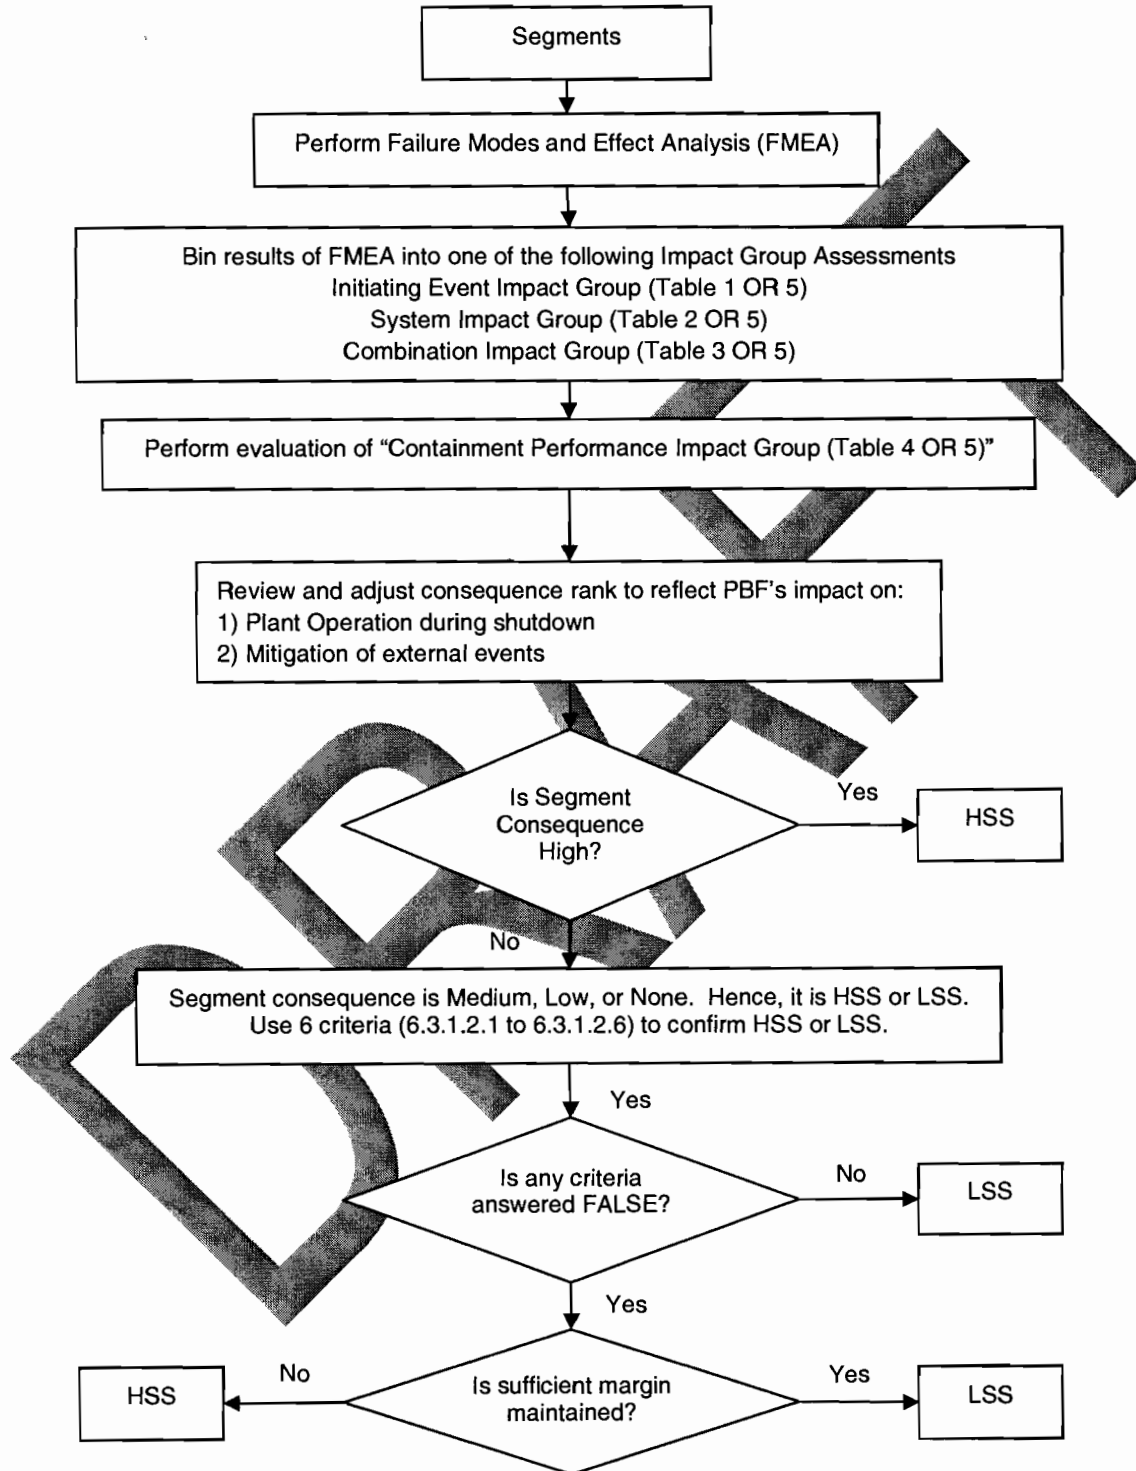 Segments
Perform Failure Modes and Effect Analysis (FMEA)
Bin results of FMEA into one of the following Impact Group Assessments
Initiating Event Impact Group (Table 1 OR 5)
System Impact Group (Table 2 OR 5)
Combination Impact Group (Table 3 OR 5)
Perform evaluation of “Containment Performance Impact Group (Table 4 OR 5)”
Review and adjust consequence rank to reflect PBF's impact on:
1) Plant Operation during shutdown
2) Mitigation of external events
Is Segment
Consequence
High?
Yes
HSS
No
Segment consequence is Medium, Low, or None. Hence, it is HSS or LSS.
Use 6 criteria (6.3.1.2.1 to 6.3.1.2.6) to confirm HSS or LSS.
Yes
Is any criteria
answered FALSE?
No
LSS
Yes
HSS
No
Is sufficient margin
maintained?
Yes
LSS
DRAFT